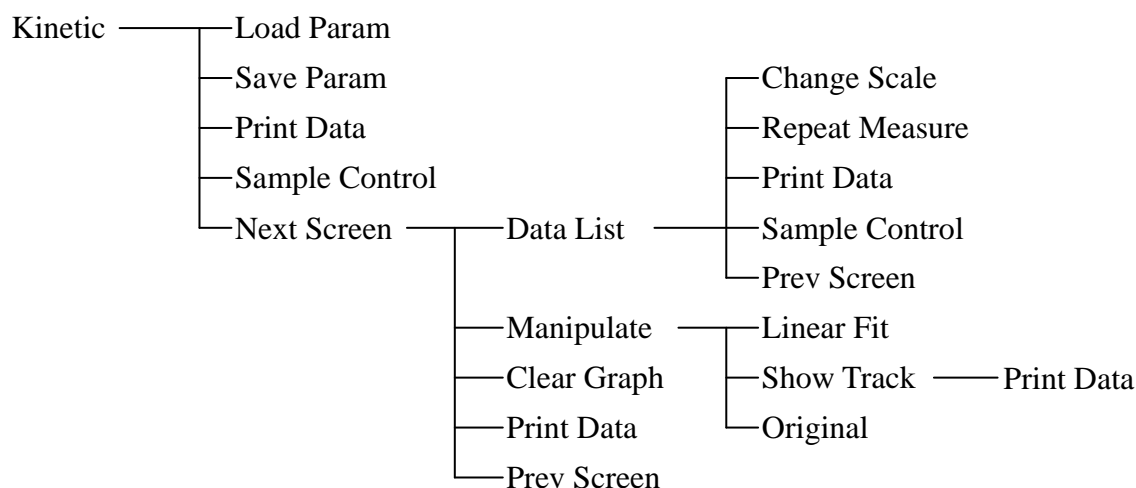 Kinetic Load Param
Save Param Change Scale
Print Data Repeat Measure
Sample Control Print Data
Next Screen Data List Sample Control
Prev Screen
Manipulate Linear Fit
Clear Graph Show Track Print Data
Print Data Original
Prev Screen